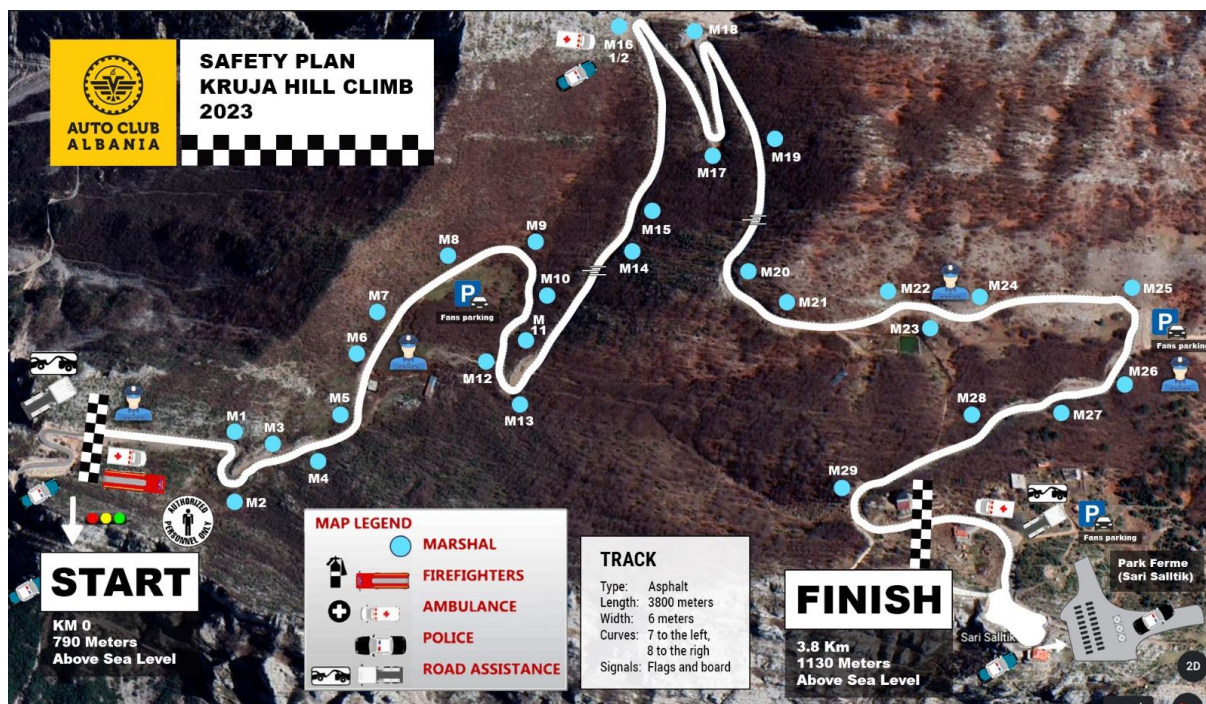 AUTO CLUB
ALBANIA
SAFETY PLAN
KRUJA HILL CLIMB
2023
M16
1/2
M18
M17
M19
M15
M14
M9
M8
M10
M7
M
11
M6
M12
M13
M5
M1
M3
M4
M2
P
Fans parking
M20
M21
M22
M24
M23
M25
P
Fans parking
M26
M27
M28
M29
P
Fans parking
AUTHORIZED
PERSONNEL ONLY
START
KM 0
790 Meters
Above Sea Level
MAP LEGEND
MARSHAL
FIREFIGHTERS
AMBULANCE
POLICE
ROAD ASSISTANCE
TRACK
Type: Asphalt
Length: 3800 meters
Width: 6 meters
Curves: 7 to the left,
8 to the righ
Signals: Flags and board
FINISH
3.8 Km
1130 Meters
Above Sea Level
Sari Salltik
Park Ferme
(Sari Salltik)
2D